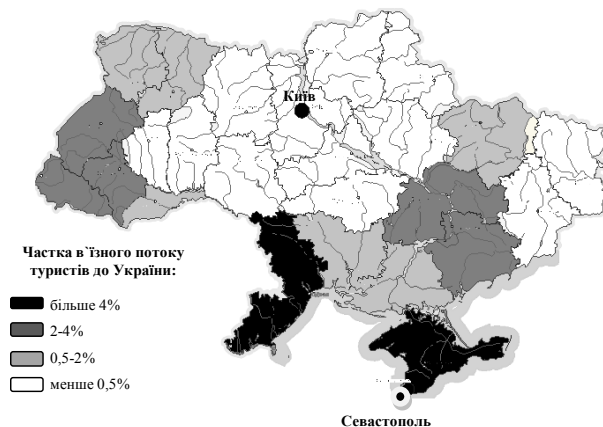 Київ
Частка в`їзного потоку
туристів до України:
більше 4%
2-4%
0,5-2%
менше 0,5%
Севастополь